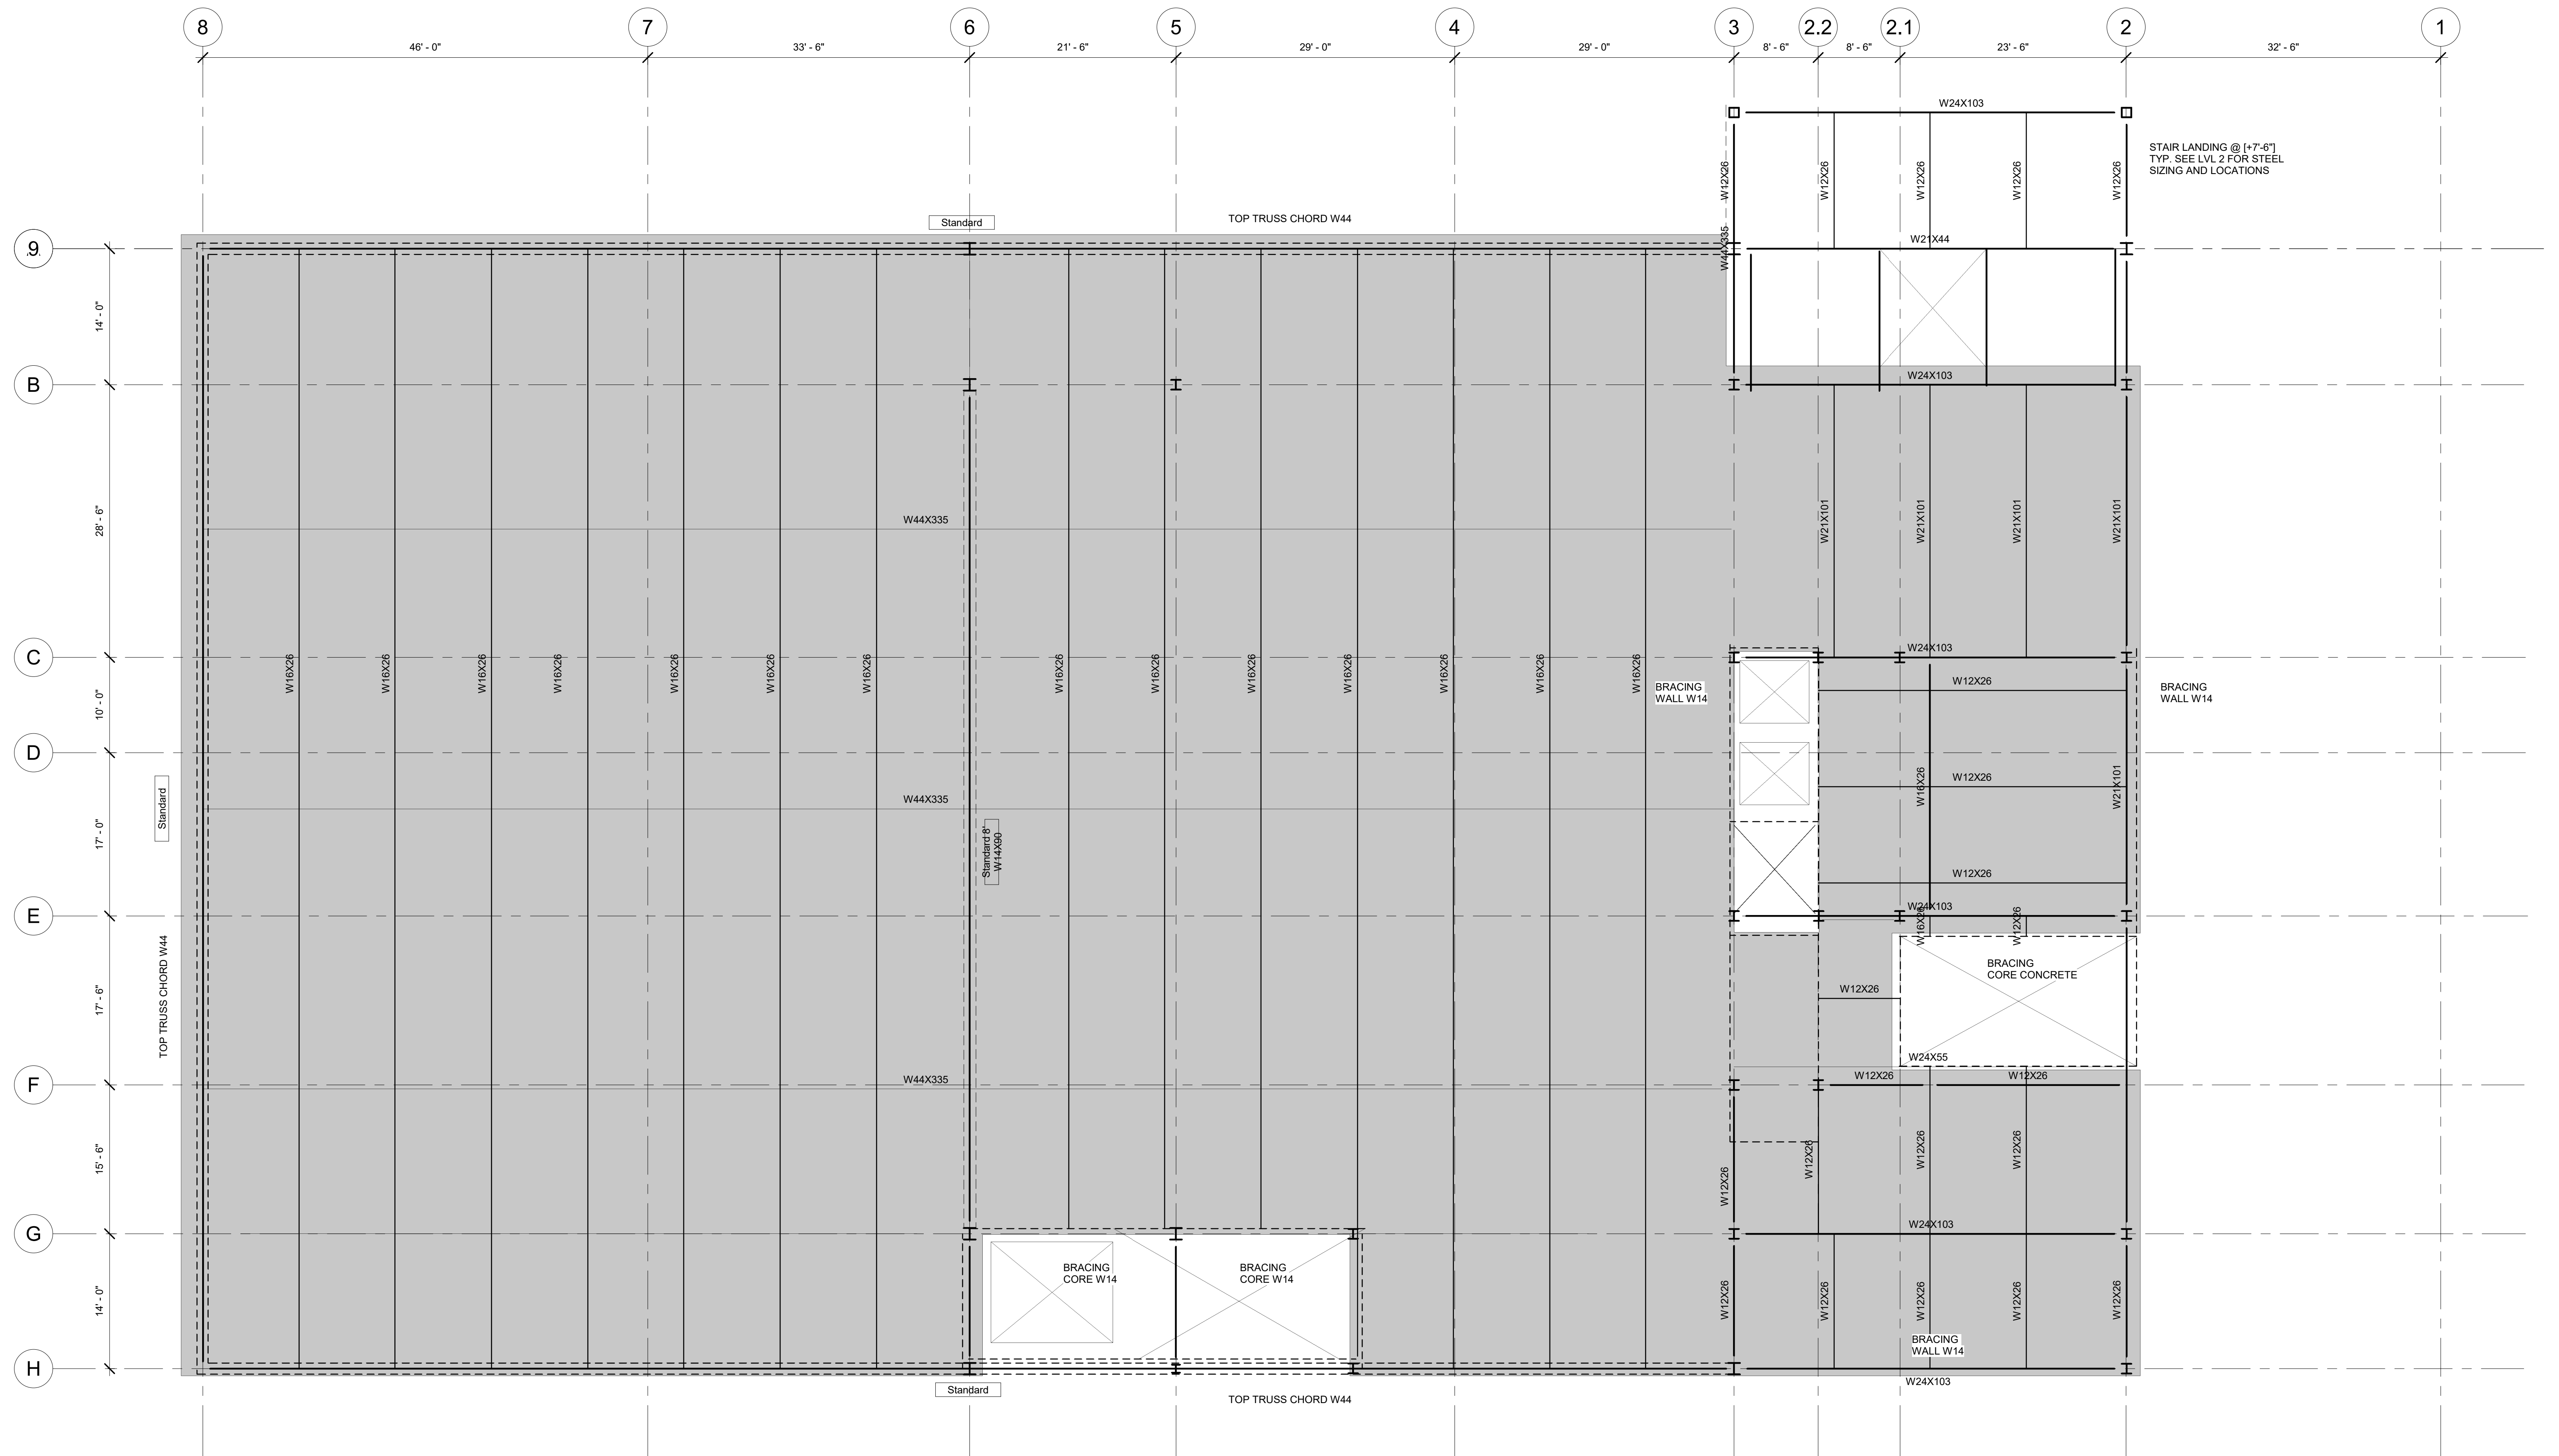 8 7 6 5 4 3 2.2 2.1 2 1
46' - 0" 33' - 6" 21' - 6" 29' - 0" 29' - 0" 8' - 6" 8' - 6" 23' - 6" 32' - 6"
W24X103
STAIR LANDING @ [+7'-6"]
TYP. SEE LVL 2 FOR STEEL
SIZING AND LOCATIONS
W12X26 W12X26 W12X26 W12X26 W12X26
Standard
TOP TRUSS CHORD W44
9
W44X335
W21X44
14' - 0"
B
W24X103
28' - 6"
W44X335
W21X101 W21X101 W21X101 W21X101
C
W24X103
W16X26 W16X26 W16X26 W16X26 W16X26 W16X26 W16X26 W16X26 W16X26 W16X26 W16X26 W16X26 W16X26 W16X26
BRACING
WALL W14
W12X26
BRACING
WALL W14
10' - 0"
D
W12X26
W16X26
W21X101
Standard
W44X335
17' - 0"
Standard 8'
W14X90
W12X26
E
W24X103
W16X26
W12X26
BRACING
CORE CONCRETE
TOP TRUSS CHORD W44
17' - 6"
W12X26
W24X55
F
W44X335
W12X26
W12X26
15' - 6"
W12X26 W12X26 W12X26 W12X26
G
W24X103
BRACING
CORE W14
BRACING
CORE W14
14' - 0"
W12X26 W12X26 W12X26 W12X26 W12X26
BRACING
WALL W14
H
W24X103
Standard
TOP TRUSS CHORD W44